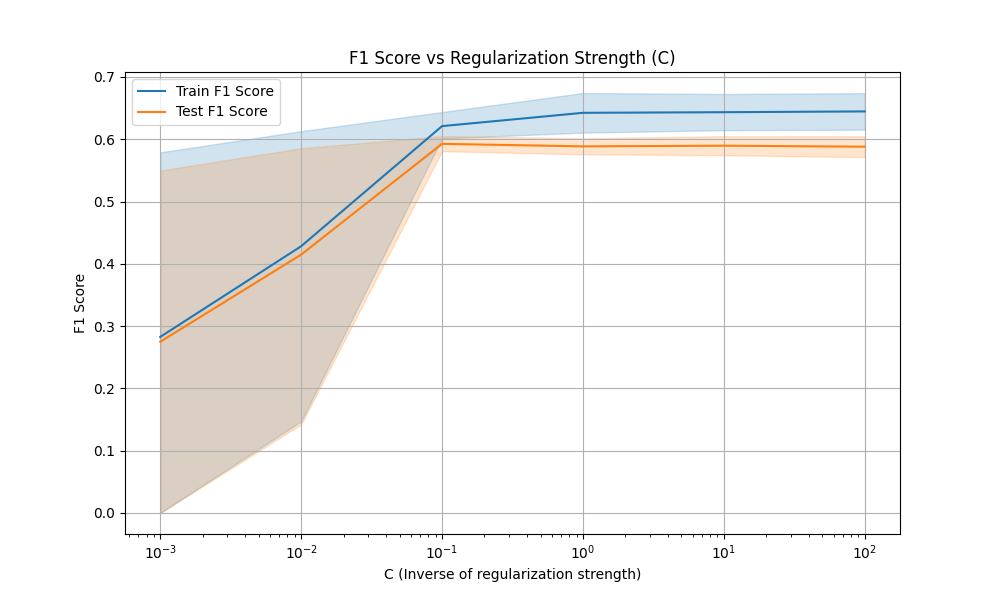 F1 Score vs Regularization Strength (C)
Train F1 Score
Test F1 Score
F1 Score
0.7
0.6
0.5
0.4
0.3
0.2
0.1
0.0
10⁻³ 10⁻² 10⁻¹ 10⁰ 10¹ 10²
C (Inverse of regularization strength)